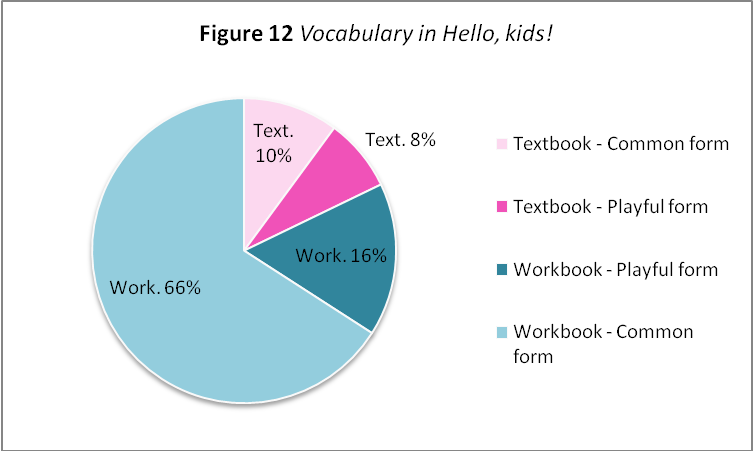 Figure 12 Vocabulary in Hello, kids!
Text.
10%
Text. 8%
Work. 16%
Work. 66%
Textbook - Common form
Textbook - Playful form
Workbook - Playful form
Workbook - Common
form